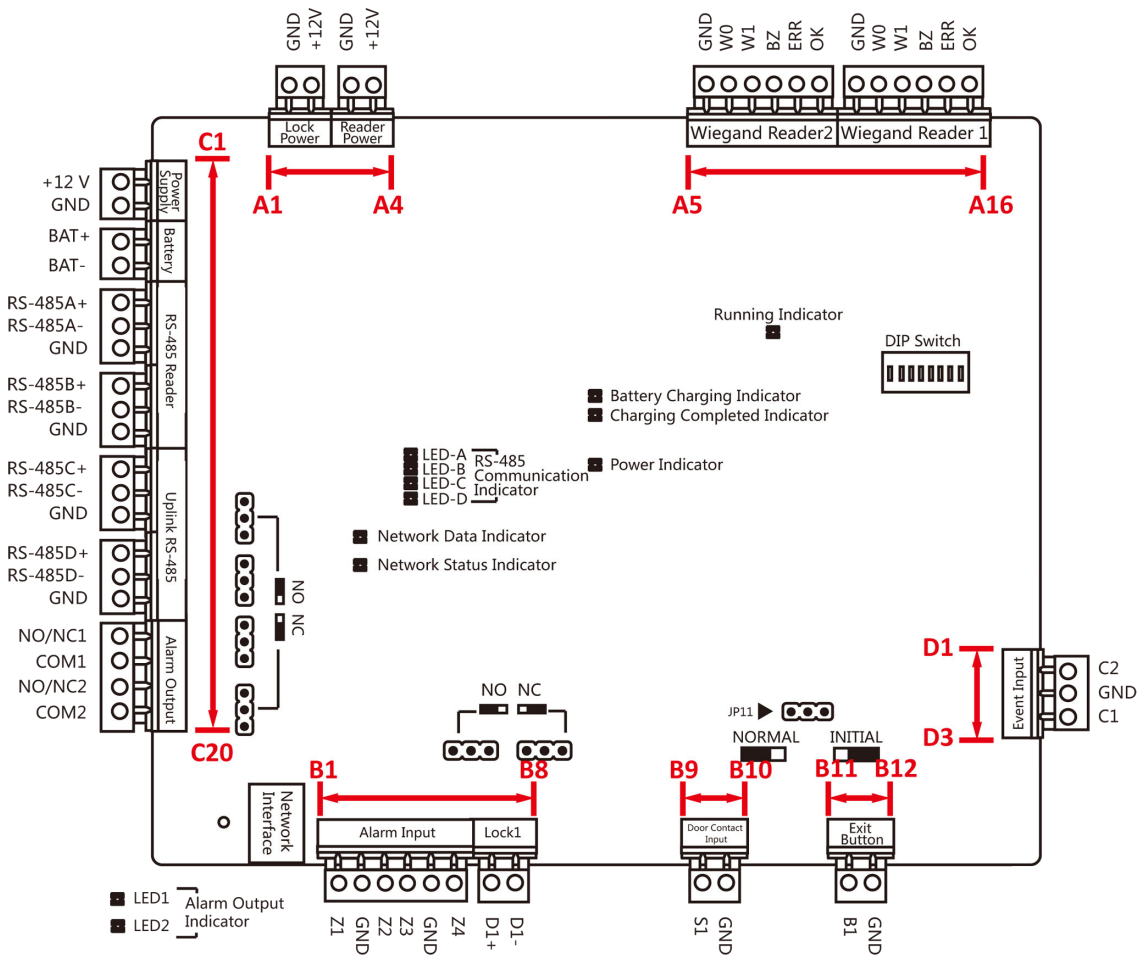 GND
+12V
GND
+12V
GND
W0
W1
BZ
ERR
OK
GND
W0
W1
BZ
ERR
OK
Lock
Power
Reader
Power
Wiegand Reader2
Wiegand Reader 1
C1
A1
A4
A5
A16
+12 V
GND
Power
Supply
BAT+
BAT-
Battery
RS-485A+
RS-485A-
GND
RS-485B+
RS-485B-
GND
RS-485 Reader
RS-485C+
RS-485C-
GND
RS-485D+
RS-485D-
GND
Uplink RS-485
NO/NC1
COM1
NO/NC2
COM2
Alarm Output
C20
NO
NC
Running Indicator
DIP Switch
Battery Charging Indicator
Charging Completed Indicator
Power Indicator
LED-A
LED-B
LED-C
LED-D
RS-485
Communication
Indicator
Network Data Indicator
Network Status Indicator
D1
D3
Event Input
C2
GND
C1
NO
NC
JP11
NORMAL
INITIAL
B1
B8
B9
B10
B11
B12
Network
Interface
Alarm Input
Lock1
Door Contact
Input
Exit
Button
Z1
GND
Z2
Z3
GND
Z4
D1+
D1-
S1
GND
B1
GND
LED1
LED2
Alarm Output
Indicator